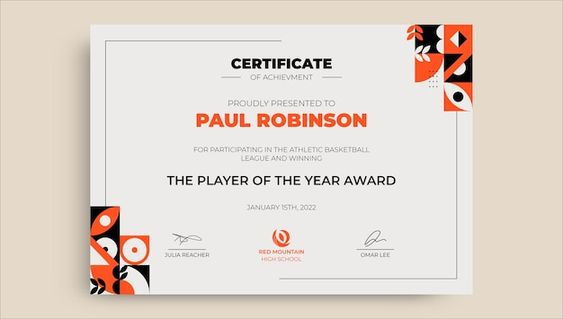 CERTIFICATE
OF ACHIEVMENT
PROUDLY PRESENTED TO
PAUL ROBINSON
FOR PARTICIPATING IN THE ATHLETIC BASKETBALL
LEAGUE AND WINNING
THE PLAYER OF THE YEAR AWARD
JANUARY 15TH, 2022
JULIA REACHER
RED MOUNTAIN
HIGH SCHOOL
OMAR LEE